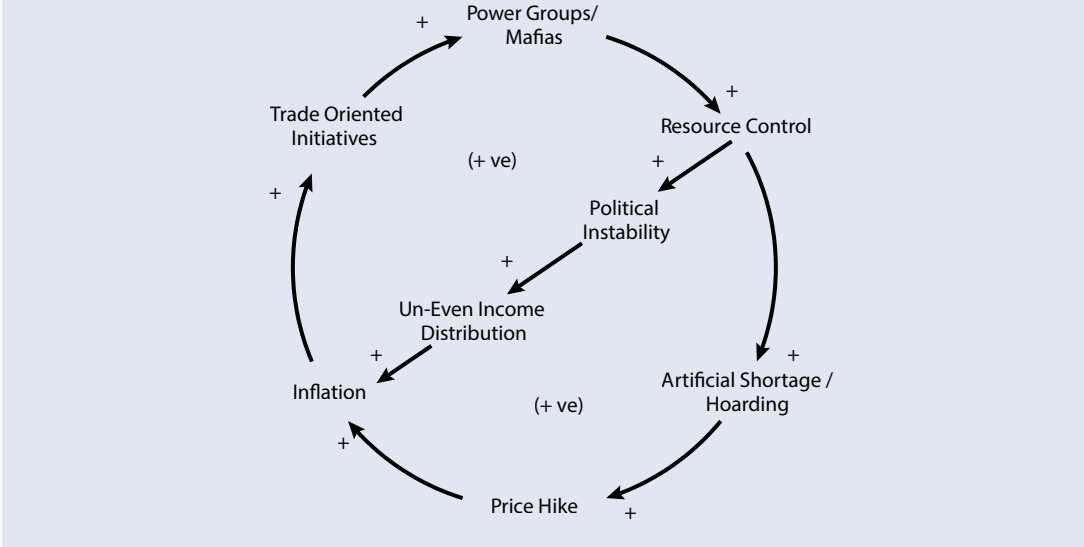 Power Groups/
Mafias
+
+
Trade Oriented
Initiatives
Resource Control
(+ ve)
+
+
Political
Instability
+
Un-Even Income
Distribution
+
+
Inflation
Artificial Shortage /
Hoarding
(+ ve)
+
Price Hike
+